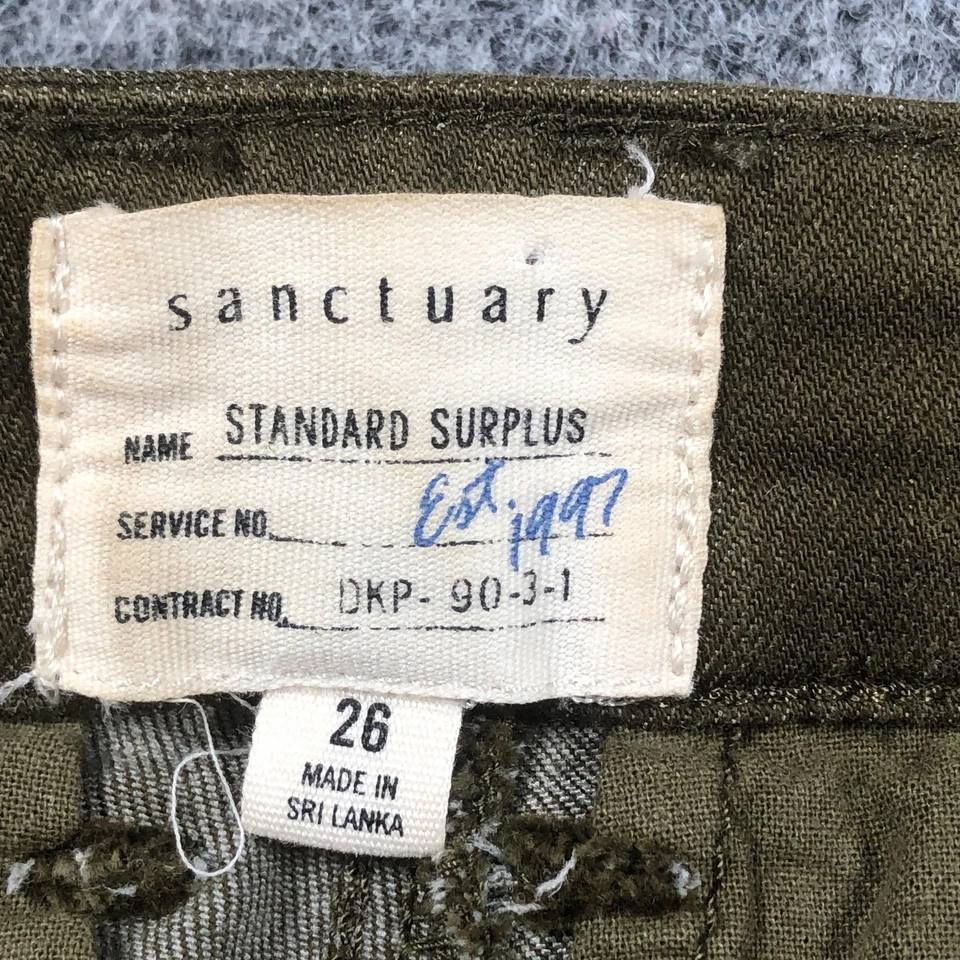 sanctuary
NAME STANDARD SURPLUS
SERVICE NO. Est. 1997
CONTRACT NO. DKP-90-3-1
26
MADE IN
SRI LANKA